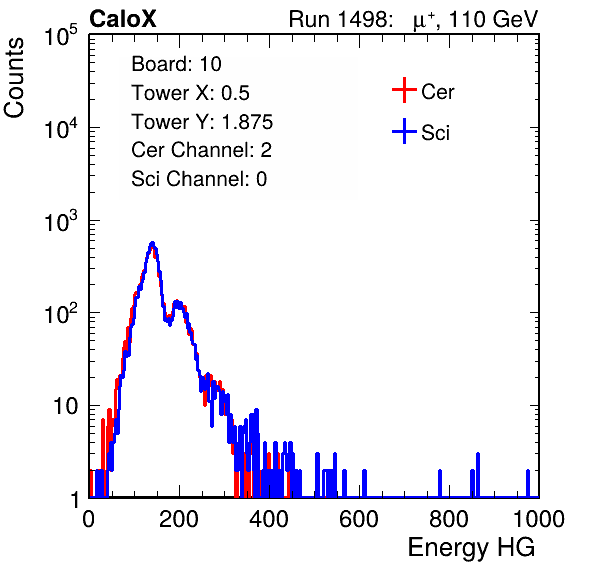 CaloX Run 1498: μ⁺, 110 GeV
Counts
Board: 10
Tower X: 0.5
Tower Y: 1.875
Cer Channel: 2
Sci Channel: 0
Cer
Sci
10⁵
10⁴
10³
10²
10
1
0 200 400 600 800 1000
Energy HG